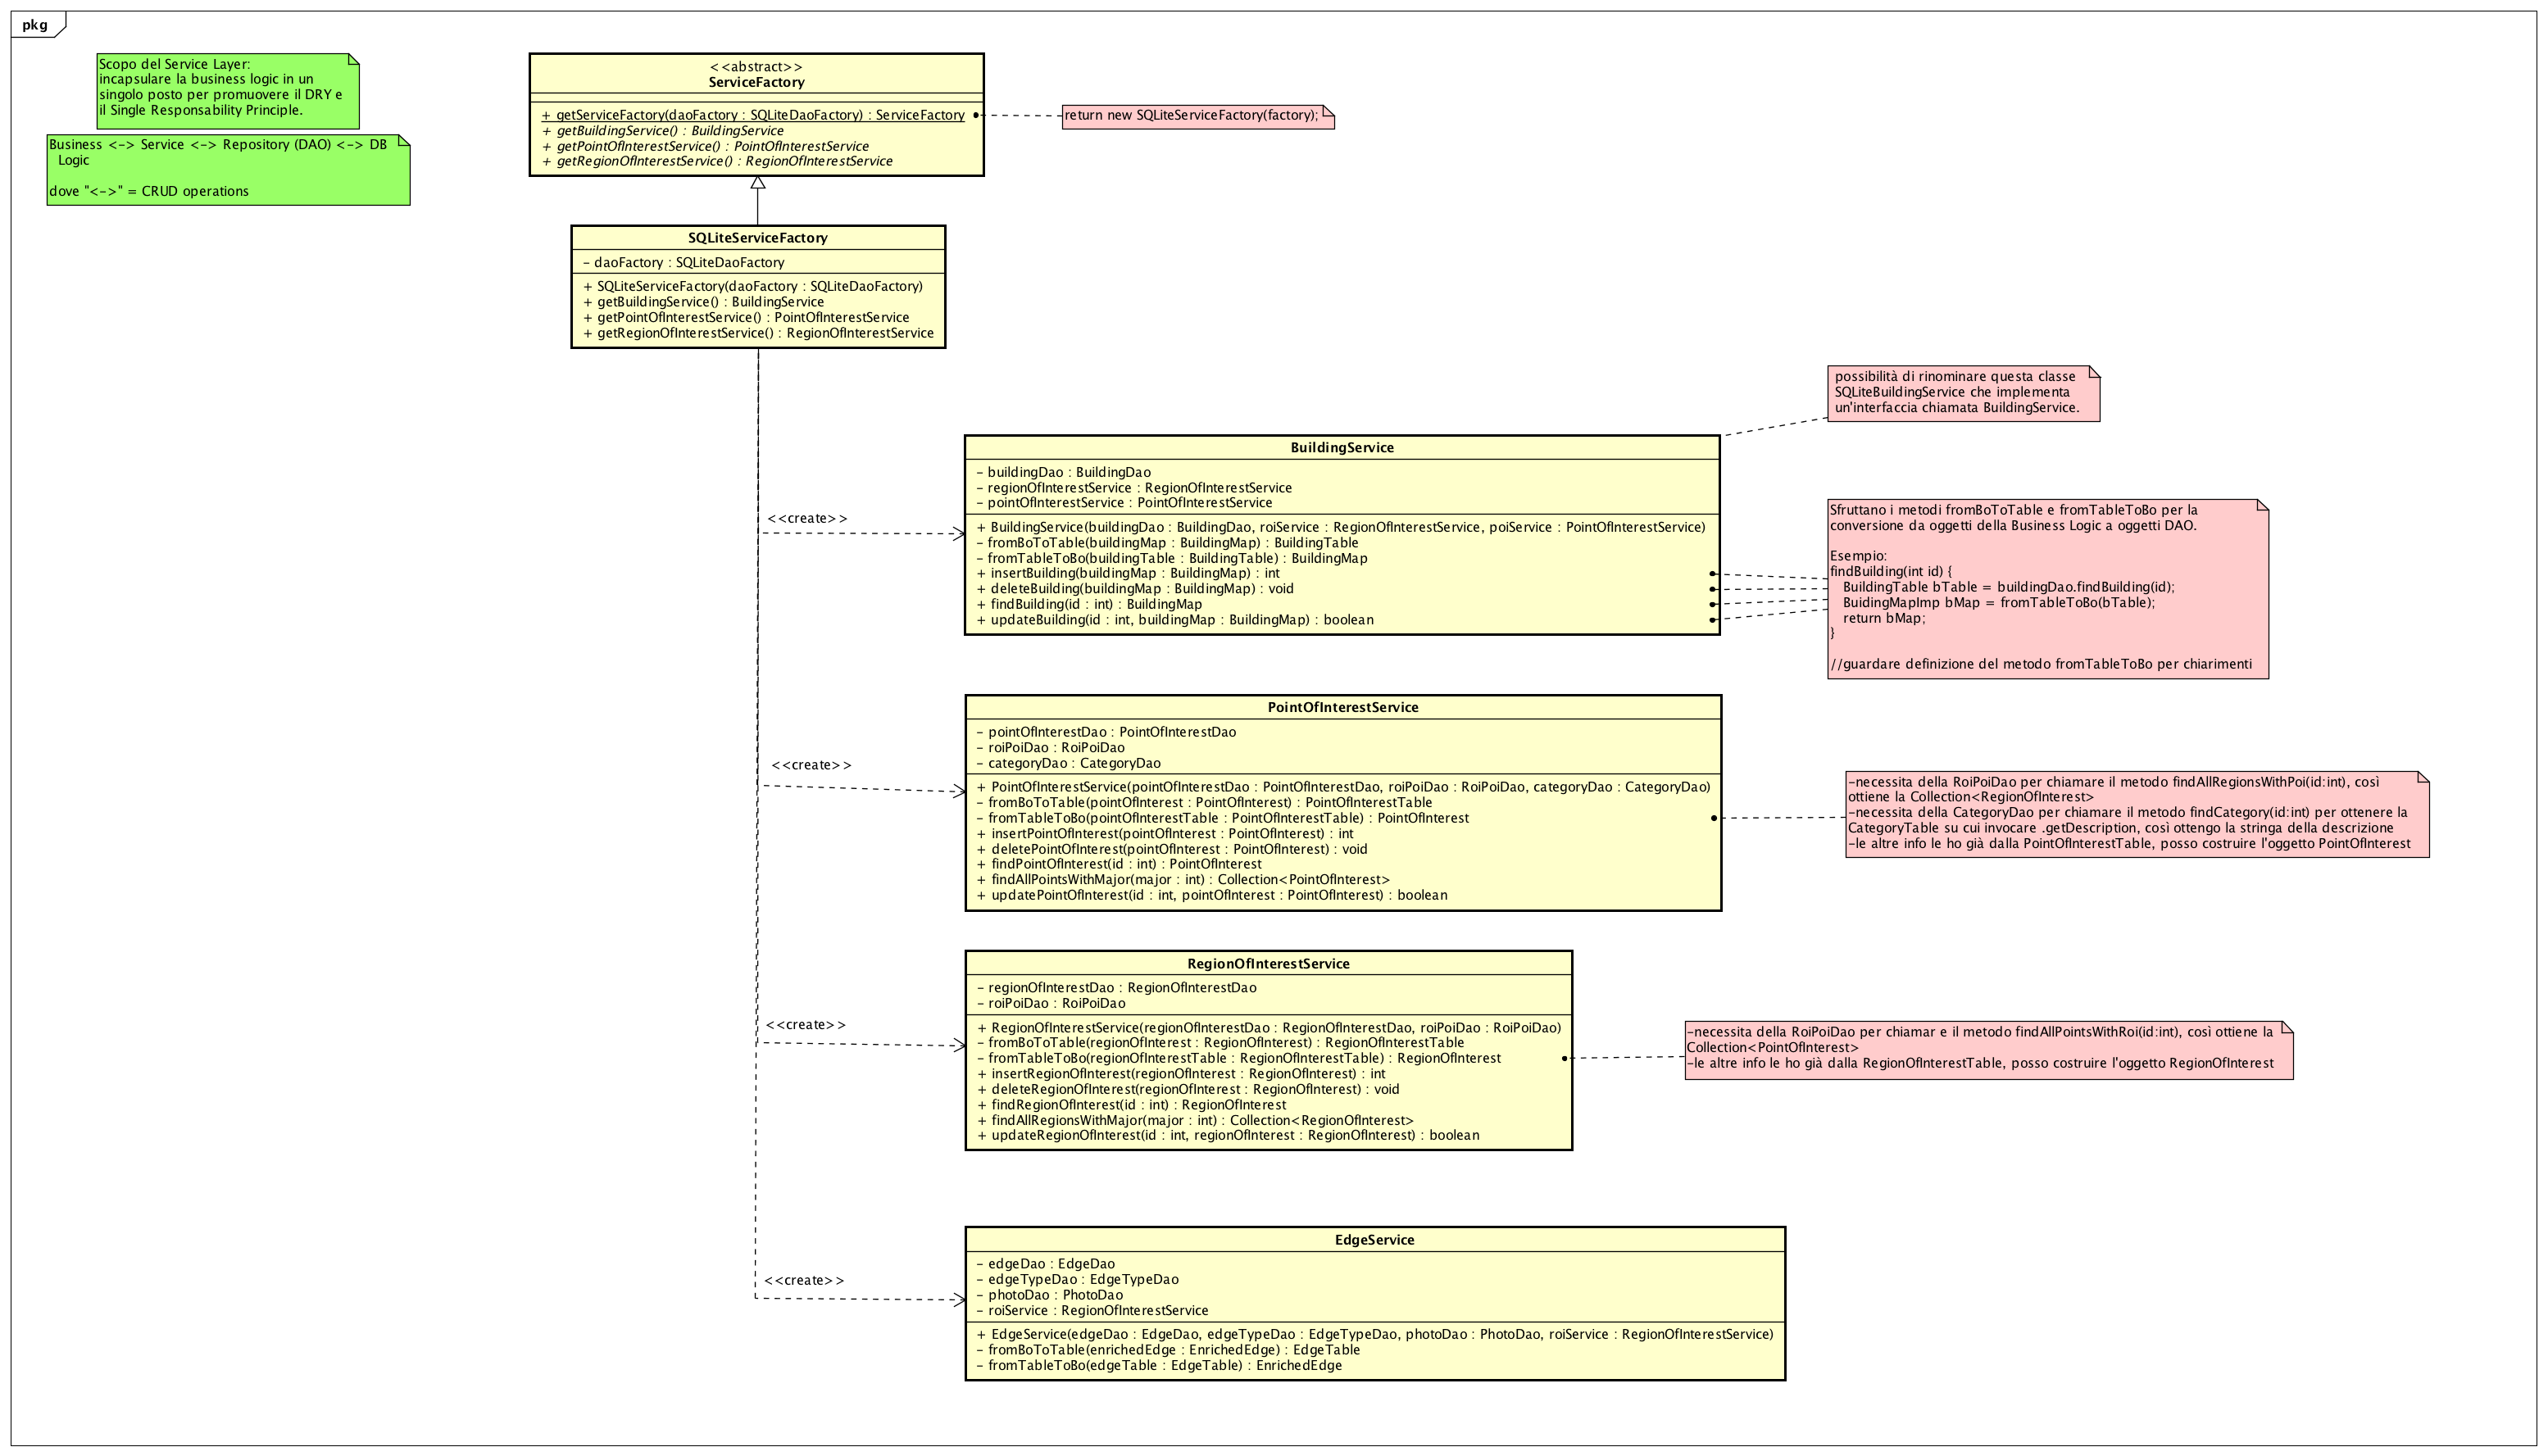 pkg
Scopo del Service Layer:
incapsulare la business logic in un
singolo posto per promuovere il DRY e
il Single Responsability Principle.
Business <-> Service <-> Repository (DAO) <-> DB
Logic
dove "<->" = CRUD operations
<<abstract>>
ServiceFactory
+ getServiceFactory(daoFactory : SQLiteDaoFactory) : ServiceFactory
+ getBuildingService() : BuildingService
+ getPointOfInterestService() : PointOfInterestService
+ getRegionOfInterestService() : RegionOfInterestService
return new SQLiteServiceFactory(factory);
SQLiteServiceFactory
- daoFactory : SQLiteDaoFactory
+ SQLiteServiceFactory(daoFactory : SQLiteDaoFactory)
+ getBuildingService() : BuildingService
+ getPointOfInterestService() : PointOfInterestService
+ getRegionOfInterestService() : RegionOfInterestService
possibilità di rinominare questa classe
SQLiteBuildingService che implementa
un'interfaccia chiamata BuildingService.
<<create>>
BuildingService
- buildingDao : BuildingDao
- regionOfInterestService : RegionOfInterestService
- pointOfInterestService : PointOfInterestService
+ BuildingService(buildingDao : BuildingDao, roiService : RegionOfInterestService, poiService : PointOfInterestService)
- fromBoToTable(buildingMap : BuildingMap) : BuildingTable
- fromTableToBo(buildingTable : BuildingTable) : BuildingMap
+ insertBuilding(buildingMap : BuildingMap) : int
+ deleteBuilding(buildingMap : BuildingMap) : void
+ findBuilding(id : int) : BuildingMap
+ updateBuilding(id : int, buildingMap : BuildingMap) : boolean
Sfruttano i metodi fromBoToTable e fromTableToBo per la
conversione da oggetti della Business Logic a oggetti DAO.
Esempio:
findBuilding(int id) {
BuildingTable bTable = buildingDao.findBuilding(id);
BuidingMapImp bMap = fromTableToBo(bTable);
return bMap;
}
//guardare definizione del metodo fromTableToBo per chiarimenti
<<create>>
PointOfInterestService
- pointOfInterestDao : PointOfInterestDao
- roiPoiDao : RoiPoiDao
- categoryDao : CategoryDao
+ PointOfInterestService(pointOfInterestDao : PointOfInterestDao, roiPoiDao : RoiPoiDao, categoryDao : CategoryDao)
- fromBoToTable(pointOfInterest : PointOfInterest) : PointOfInterestTable
- fromTableToBo(pointOfInterestTable : PointOfInterestTable) : PointOfInterest
+ insertPointOfInterest(pointOfInterest : PointOfInterest) : int
+ deletePointOfInterest(pointOfInterest : PointOfInterest) : void
+ findPointOfInterest(id : int) : PointOfInterest
+ findAllPointsWithMajor(major : int) : Collection<PointOfInterest>
+ updatePointOfInterest(id : int, pointOfInterest : PointOfInterest) : boolean
-necessita della RoiPoiDao per chiamare il metodo findAllRegionsWithPoi(id:int), così
ottiene la Collection<RegionOfInterest>
-necessita della CategoryDao per chiamare il metodo findCategory(id:int) per ottenere la
CategoryTable su cui invocare .getDescription, così ottengo la stringa della descrizione
-le altre info le ho già dalla PointOfInterestTable, posso costruire l'oggetto PointOfInterest
<<create>>
RegionOfInterestService
- regionOfInterestDao : RegionOfInterestDao
- roiPoiDao : RoiPoiDao
+ RegionOfInterestService(regionOfInterestDao : RegionOfInterestDao, roiPoiDao : RoiPoiDao)
- fromBoToTable(regionOfInterest : RegionOfInterest) : RegionOfInterestTable
- fromTableToBo(regionOfInterestTable : RegionOfInterestTable) : RegionOfInterest
+ insertRegionOfInterest(regionOfInterest : RegionOfInterest) : int
+ deleteRegionOfInterest(regionOfInterest : RegionOfInterest) : void
+ findRegionOfInterest(id : int) : RegionOfInterest
+ findAllRegionsWithMajor(major : int) : Collection<RegionOfInterest>
+ updateRegionOfInterest(id : int, regionOfInterest : RegionOfInterest) : boolean
-necessita della RoiPoiDao per chiamar e il metodo findAllPointsWithRoi(id:int), così ottiene la
Collection<PointOfInterest>
-le altre info le ho già dalla RegionOfInterestTable, posso costruire l'oggetto RegionOfInterest
<<create>>
EdgeService
- edgeDao : EdgeDao
- edgeTypeDao : EdgeTypeDao
- photoDao : PhotoDao
- roiService : RegionOfInterestService
+ EdgeService(edgeDao : EdgeDao, edgeTypeDao : EdgeTypeDao, photoDao : PhotoDao, roiService : RegionOfInterestService)
- fromBoToTable(enrichedEdge : EnrichedEdge) : EdgeTable
- fromTableToBo(edgeTable : EdgeTable) : EnrichedEdge